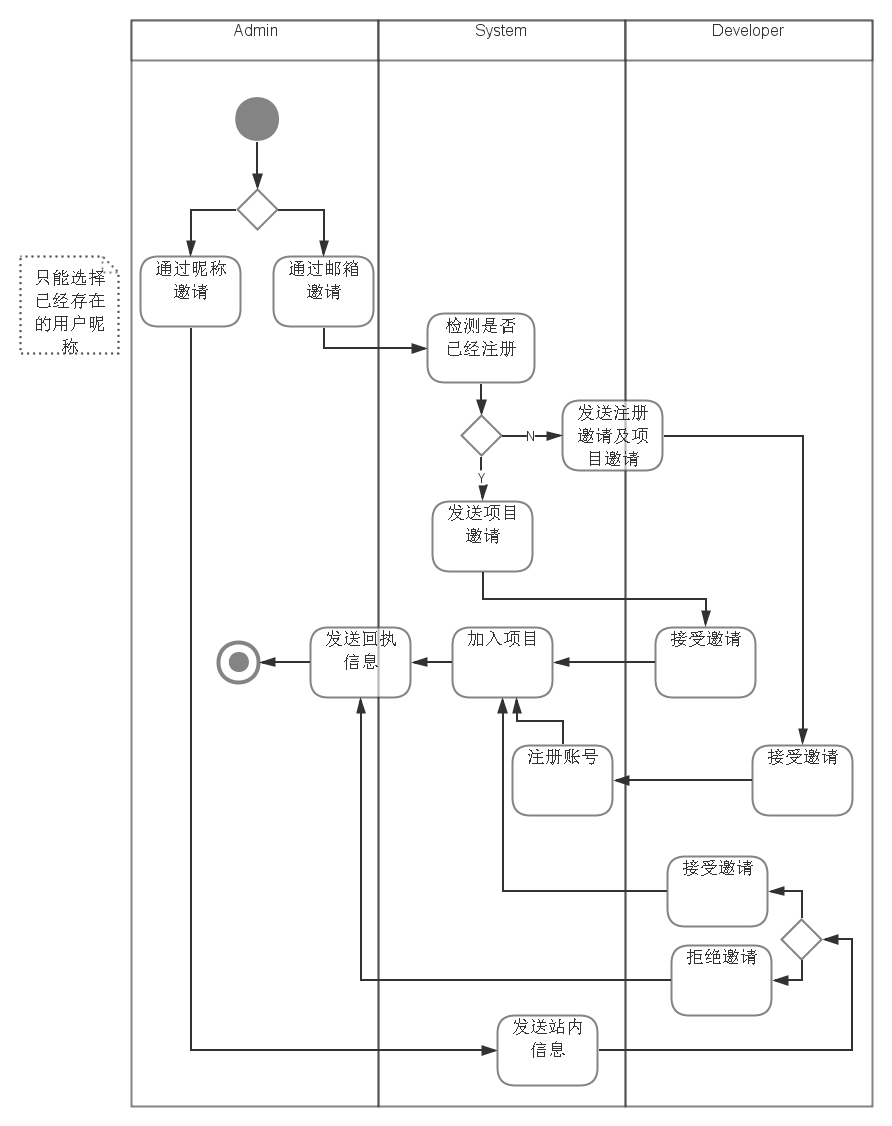 Admin
System
Developer
通过昵称
邀请
通过邮箱
邀请
只能选择
已经存在
的用户昵
称
检测是否
已经注册
N
发送注册
邀请及项
目邀请
Y
发送项目
邀请
发送回执
信息
加入项目
接受邀请
注册账号
接受邀请
接受邀请
拒绝邀请
发送站内
信息